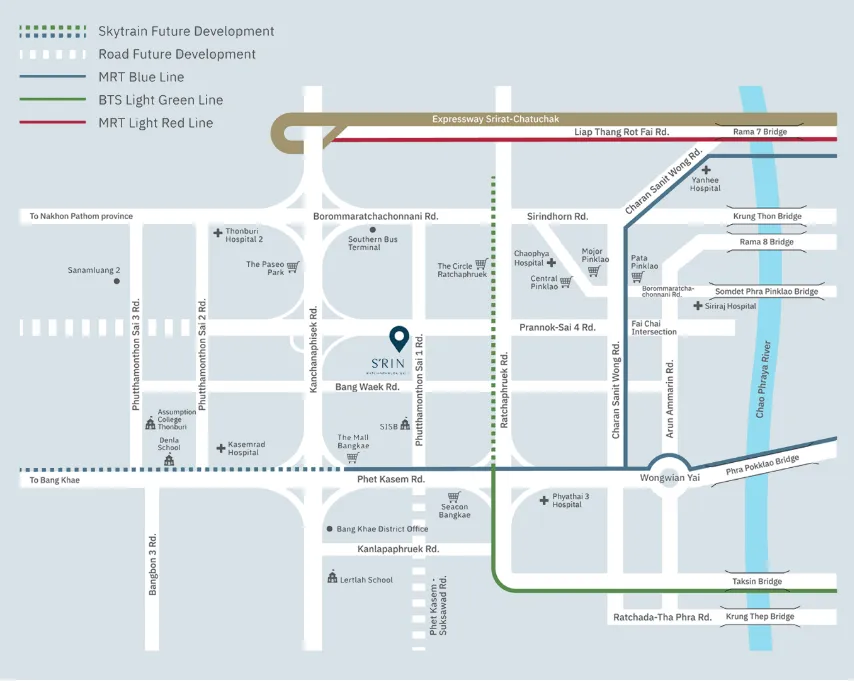 Skytrain Future Development
Road Future Development
MRT Blue Line
BTS Light Green Line
MRT Light Red Line
Expressway Srirat-Chatuchak
Liap Thang Rot Fai Rd.
Rama 7 Bridge
Charan Sanit Wong Rd.
Yanhee
Hospital
To Nakhon Pathom province
Borommaratchachonnani Rd.
Sirindhorn Rd.
Krung Thon Bridge
Thonburi
Hospital 2
Southern Bus
Terminal
Rama 8 Bridge
Sanamluang 2
The Paseo
Park
The Circle
Ratchaphruek
Chaophya
Hospital
Major
Pinklao
Central
Pinklao
Pata
Pinklao
Borommaratcha-
chonnani Rd.
Somdet Phra Pinklao Bridge
Siriraj Hospital
Prannok-Sai 4 Rd.
Fai Chai
Intersection
Phutthamonthon Sai 3 Rd.
Phutthamonthon Sai 2 Rd.
Kanchanaphisek Rd.
S'RIN
Phutthamonthon Sai 1 Rd.
Ratchaphruek Rd.
Charan Sanit Wong Rd.
Arun Ammarin Rd.
Chao Phraya River
Bang Waek Rd.
Assumption
College
Thonburi
Denla
School
Kasemrad
Hospital
SISB
The Mall
Bangkae
To Bang Khae
Phet Kasem Rd.
Wongwian Yai
Phra Pokklao Bridge
Seacon
Bangkae
Phyathai 3
Hospital
Bang Khae District Office
Kanlapaphruek Rd.
Bangbon 3 Rd.
Lertlah School
Phet Kasem -
Suksawad Rd.
Taksin Bridge
Ratchada-Tha Phra Rd.
Krung Thep Bridge